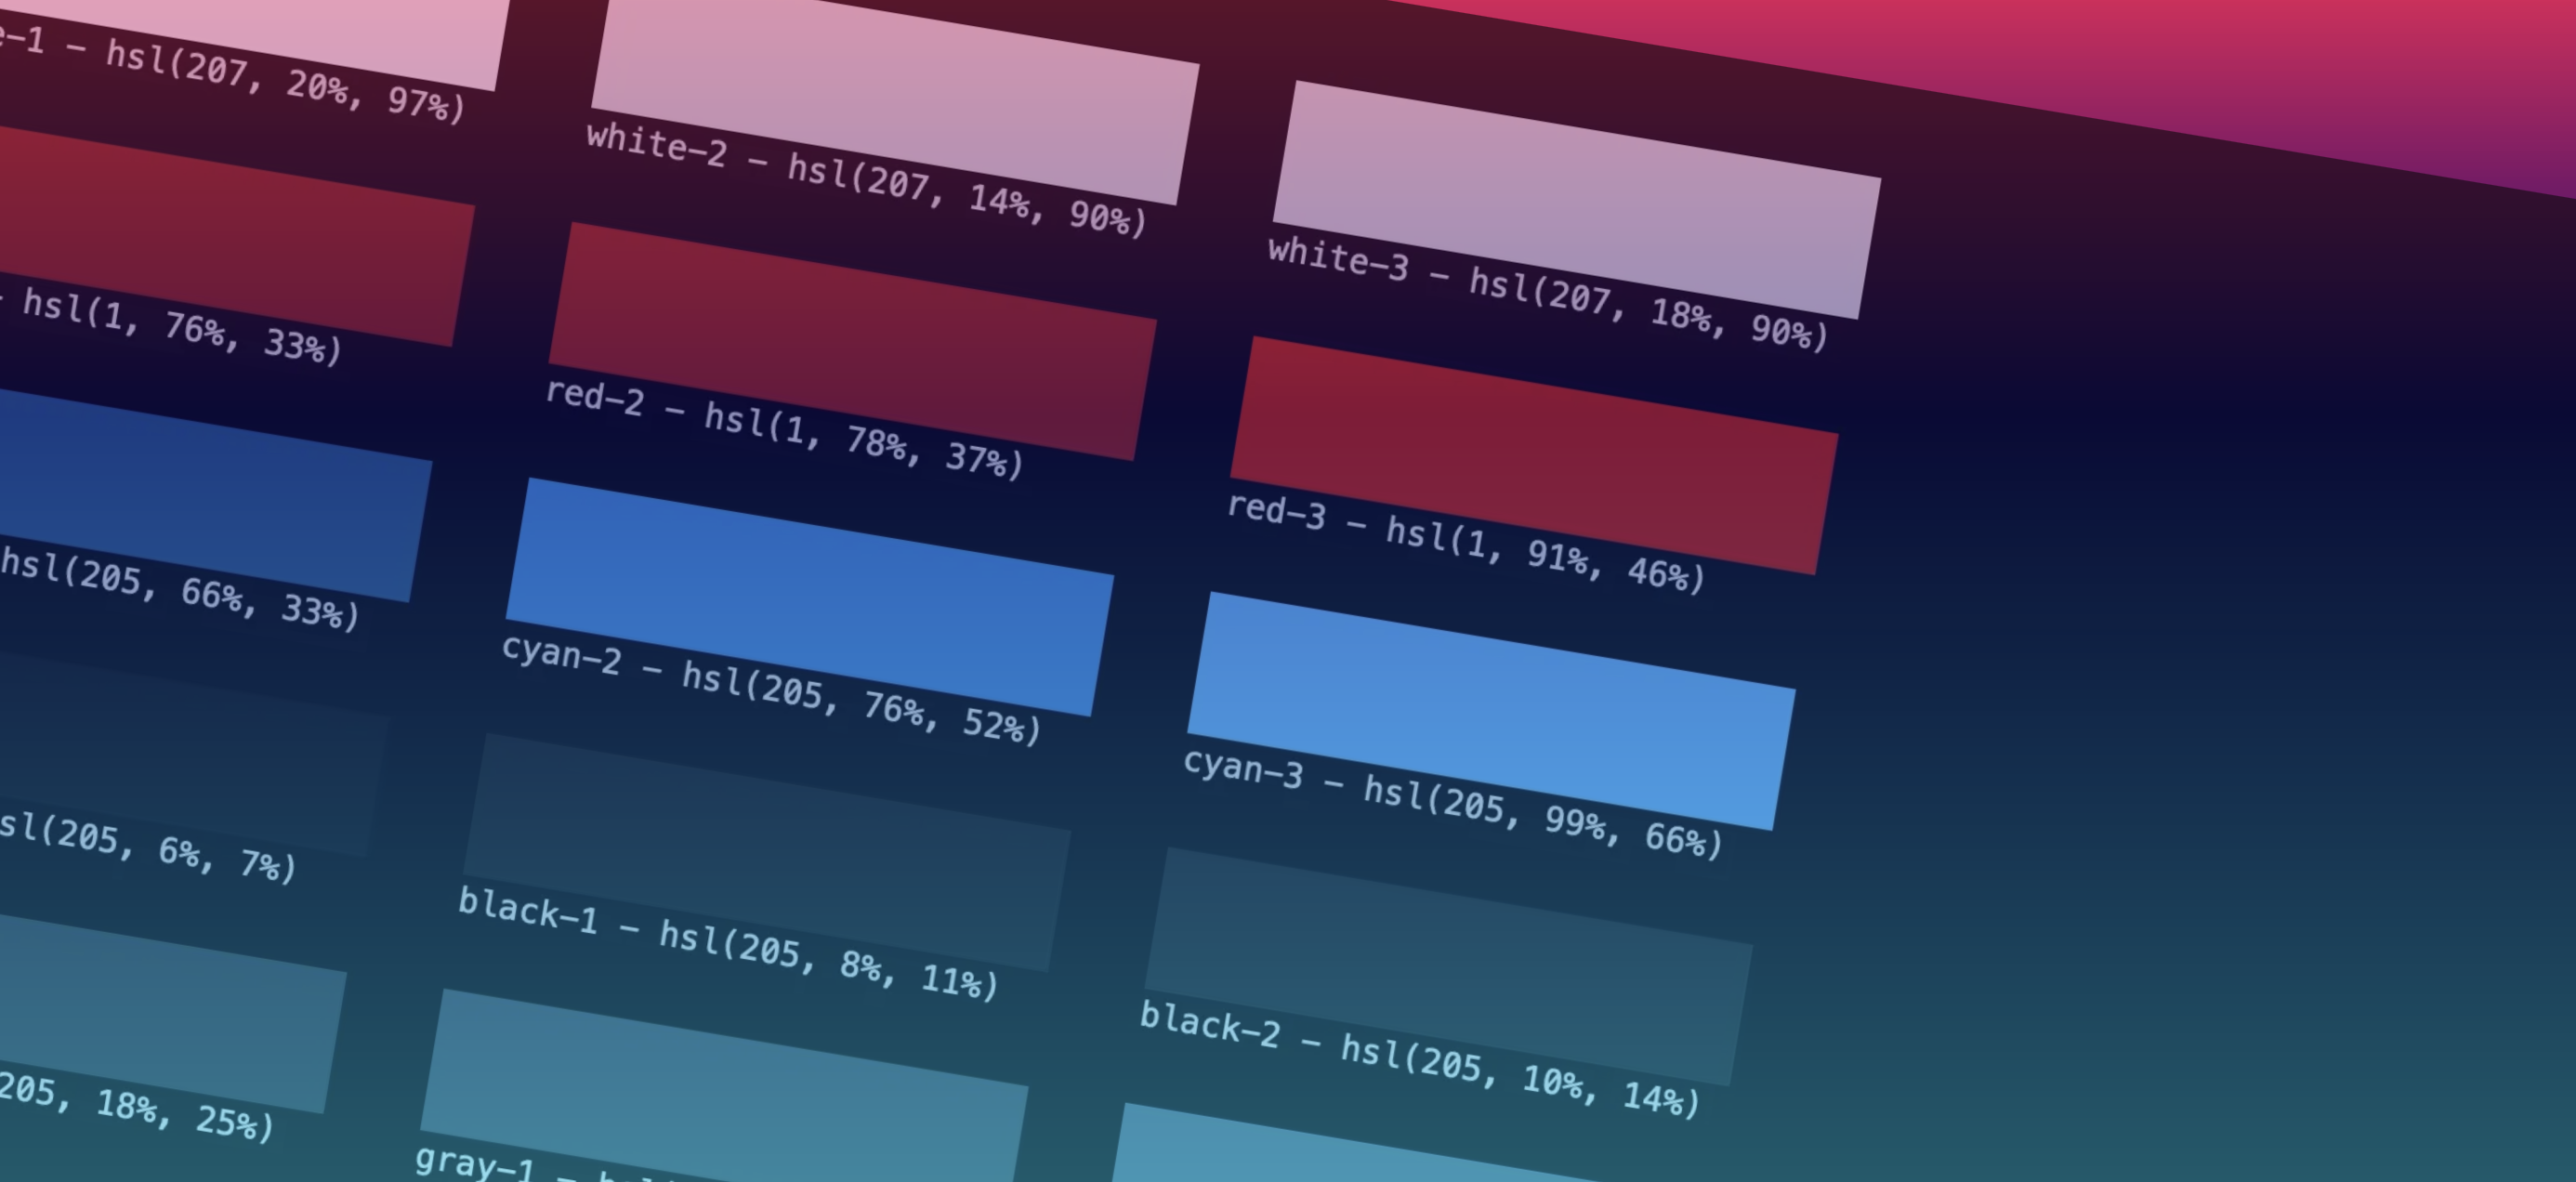 e–1 – hsl(207, 20%, 97%)
white–2 – hsl(207, 14%, 90%)
white–3 – hsl(207, 18%, 90%)
hsl(1, 76%, 33%)
red–2 – hsl(1, 78%, 37%)
red–3 – hsl(1, 91%, 46%)
hsl(205, 66%, 33%)
cyan–2 – hsl(205, 76%, 52%)
cyan–3 – hsl(205, 99%, 66%)
sl(205, 6%, 7%)
black–1 – hsl(205, 8%, 11%)
black–2 – hsl(205, 10%, 14%)
205, 18%, 25%)
gray–1 –